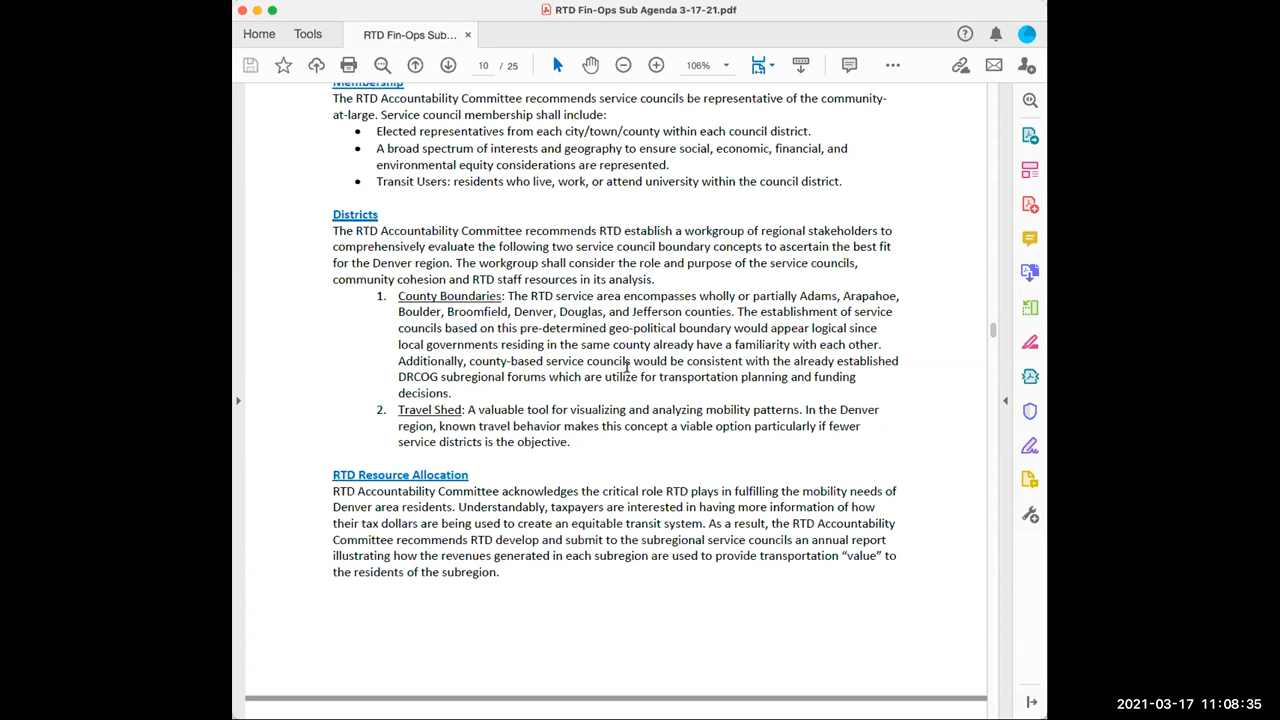 RTD Fin-Ops Sub Agenda 3-17-21.pdf
Home
Tools
RTD Fin-Ops Sub... ×
10 / 25
106%
Membership
The RTD Accountability Committee recommends service councils be representative of the community-
at-large. Service council membership shall include:
• Elected representatives from each city/town/county within each council district.
• A broad spectrum of interests and geography to ensure social, economic, financial, and
environmental equity considerations are represented.
• Transit Users: residents who live, work, or attend university within the council district.
Districts
The RTD Accountability Committee recommends RTD establish a workgroup of regional stakeholders to
comprehensively evaluate the following two service council boundary concepts to ascertain the best fit
for the Denver region. The workgroup shall consider the role and purpose of the service councils,
community cohesion and RTD staff resources in its analysis.
1. County Boundaries: The RTD service area encompasses wholly or partially Adams, Arapahoe,
Boulder, Broomfield, Denver, Douglas, and Jefferson counties. The establishment of service
councils based on this pre-determined geo-political boundary would appear logical since
local governments residing in the same county already have a familiarity with each other.
Additionally, county-based service councils would be consistent with the already established
DRCOG subregional forums which are utilize for transportation planning and funding
decisions.
2. Travel Shed: A valuable tool for visualizing and analyzing mobility patterns. In the Denver
region, known travel behavior makes this concept a viable option particularly if fewer
service districts is the objective.
RTD Resource Allocation
RTD Accountability Committee acknowledges the critical role RTD plays in fulfilling the mobility needs of
Denver area residents. Understandably, taxpayers are interested in having more information of how
their tax dollars are being used to create an equitable transit system. As a result, the RTD Accountability
Committee recommends RTD develop and submit to the subregional service councils an annual report
illustrating how the revenues generated in each subregion are used to provide transportation “value” to
the residents of the subregion.
2021-03-17 11:08:35